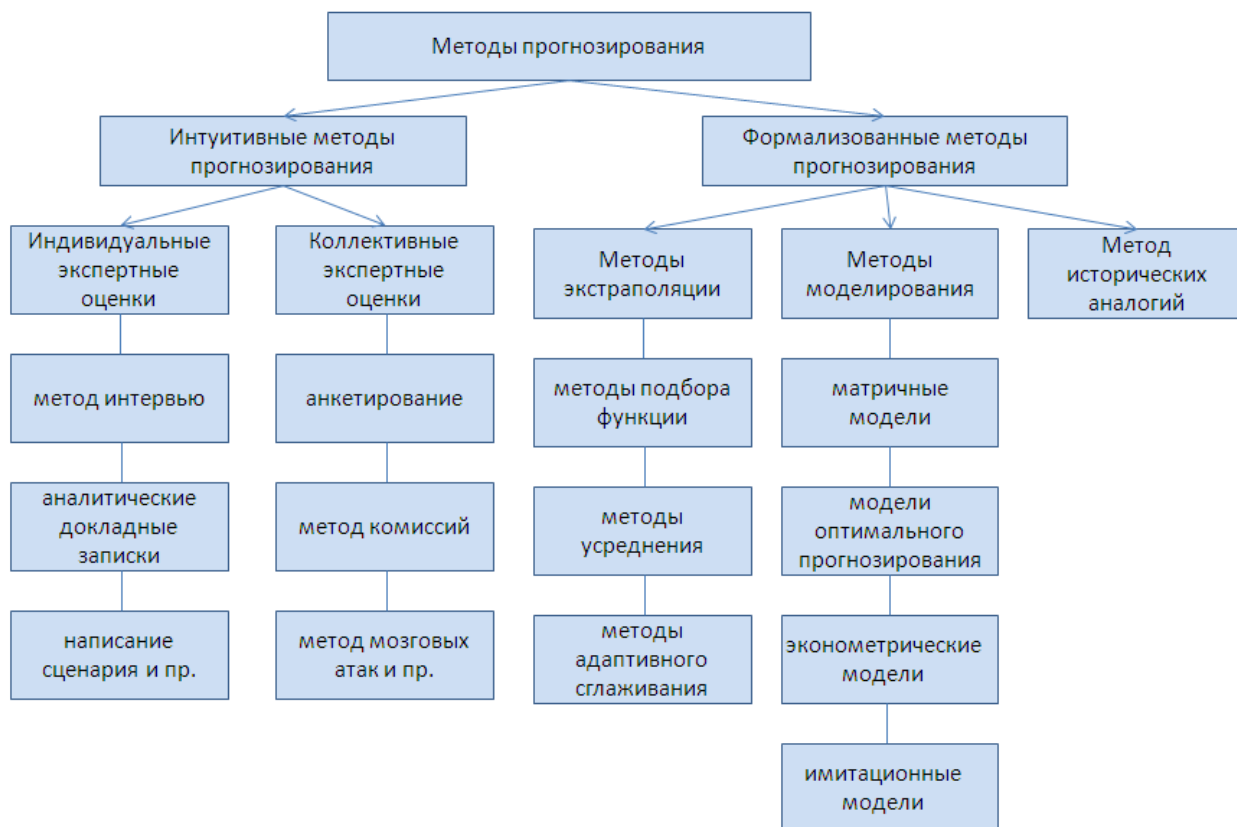 Методы прогнозирования
Интуитивные методы
прогнозирования
Формализованные методы
прогнозирования
Индивидуальные
экспертные
оценки
Коллективные
экспертные
оценки
Методы
экстраполяции
Методы
моделирования
Метод
исторических
аналогий
метод интервью
анкетирование
методы подбора
функции
матричные
модели
аналитические
докладные
записки
метод комиссий
методы
усреднения
модели
оптимального
прогнозирования
написание
сценария и пр.
метод мозговых
атак и пр.
методы
адаптивного
сглаживания
эконометрические
модели
имитационные
модели